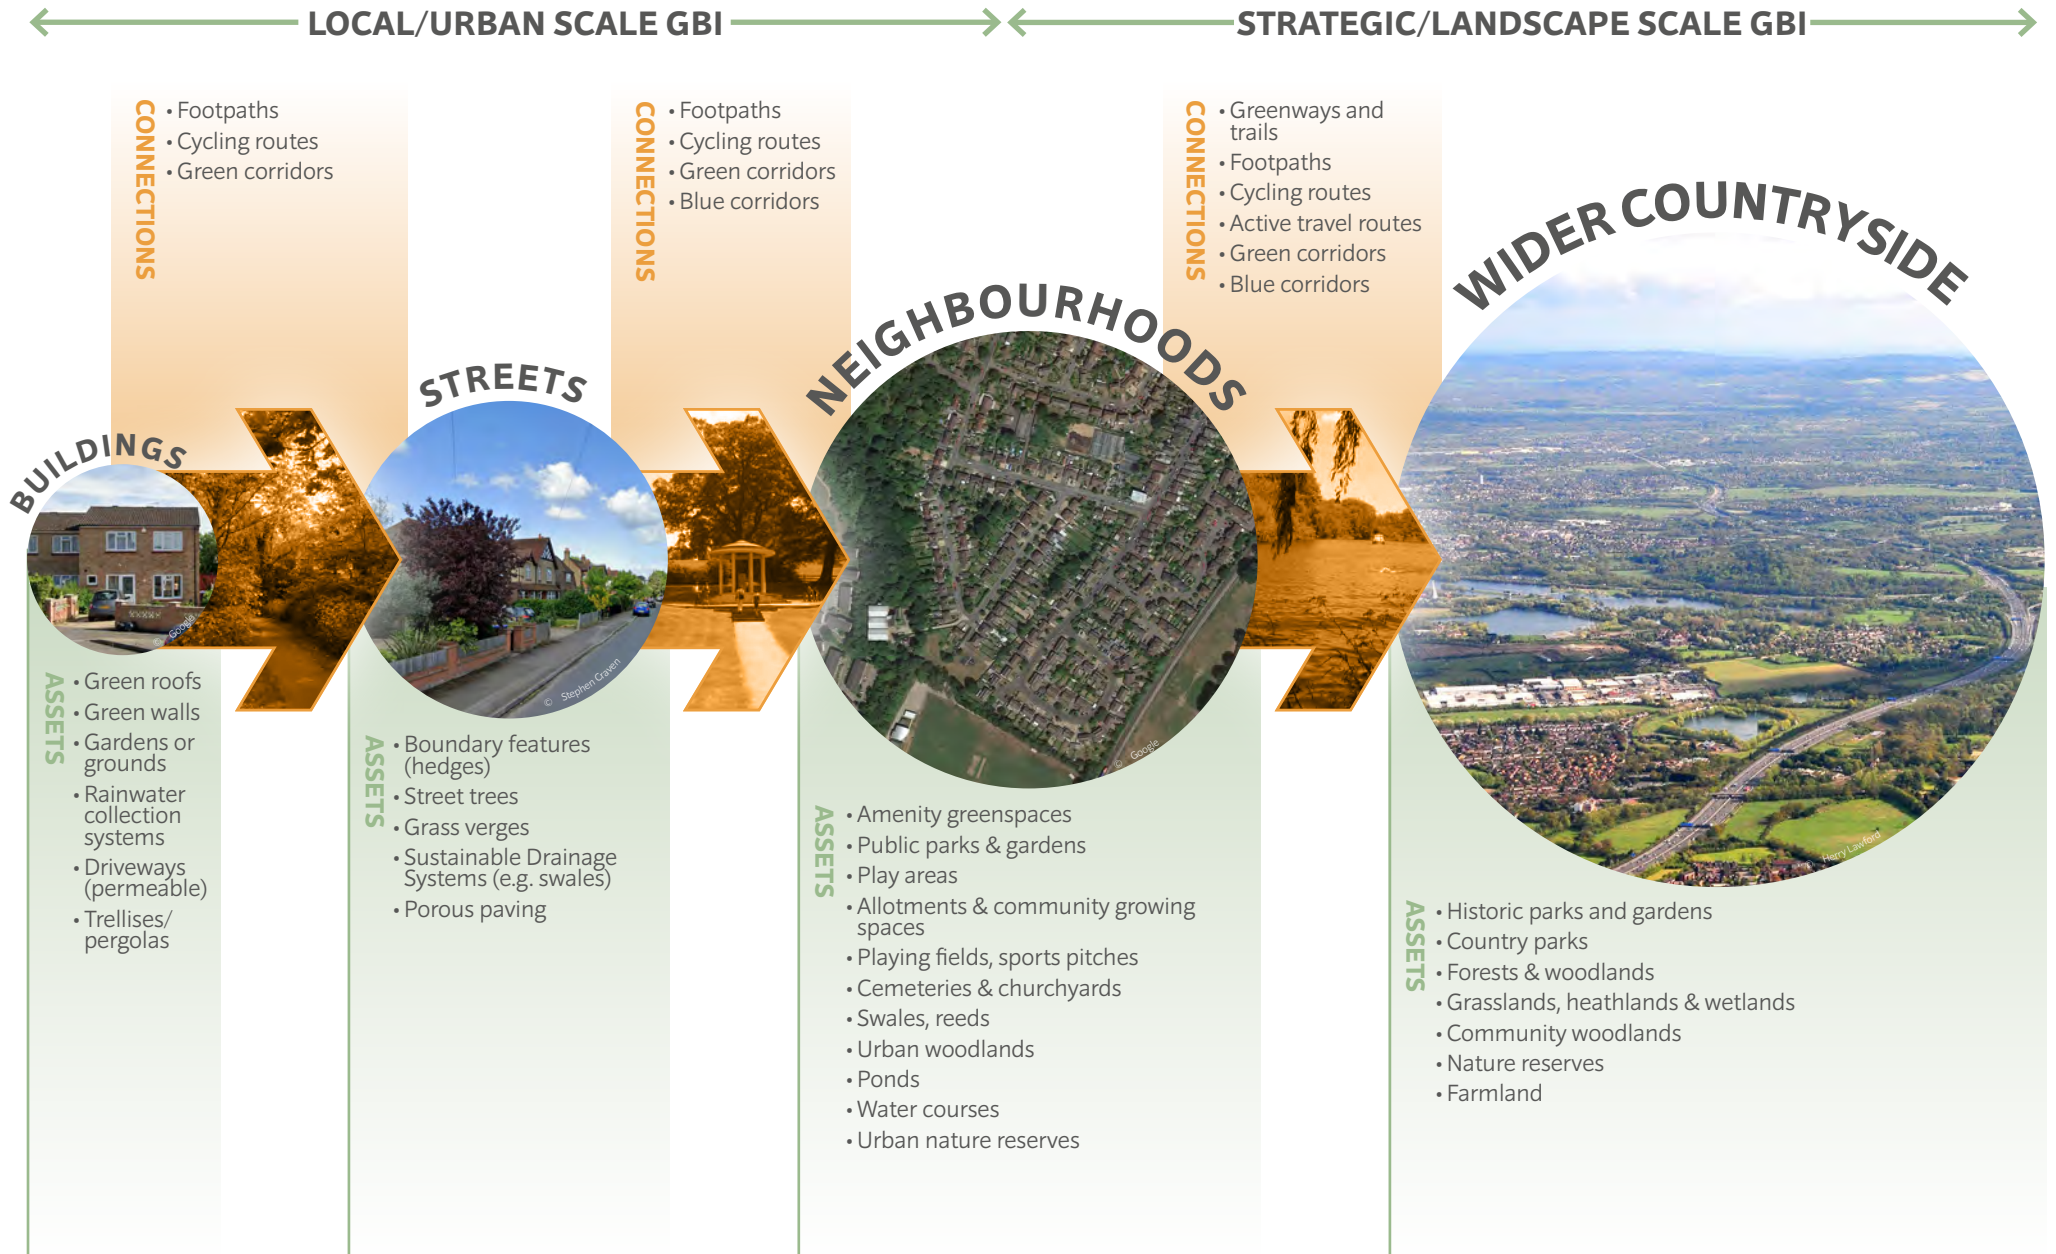 LOCAL/URBAN SCALE GBI
STRATEGIC/LANDSCAPE SCALE GBI
CONNECTIONS
• Footpaths
• Cycling routes
• Green corridors
CONNECTIONS
• Footpaths
• Cycling routes
• Green corridors
• Blue corridors
CONNECTIONS
• Greenways and
trails
• Footpaths
• Cycling routes
• Active travel routes
• Green corridors
• Blue corridors
BUILDINGS
© Google
ASSETS
• Green roofs
• Green walls
• Gardens or
grounds
• Rainwater
collection
systems
• Driveways
(permeable)
• Trellises/
pergolas
STREETS
© Stephen Craven
ASSETS
• Boundary features
(hedges)
• Street trees
• Grass verges
• Sustainable Drainage
Systems (e.g. swales)
• Porous paving
NEIGHBOURHOODS
© Google
ASSETS
• Amenity greenspaces
• Public parks & gardens
• Play areas
• Allotments & community growing
spaces
• Playing fields, sports pitches
• Cemeteries & churchyards
• Swales, reeds
• Urban woodlands
• Ponds
• Water courses
• Urban nature reserves
WIDER COUNTRYSIDE
© Herry Lawford
ASSETS
• Historic parks and gardens
• Country parks
• Forests & woodlands
• Grasslands, heathlands & wetlands
• Community woodlands
• Nature reserves
• Farmland